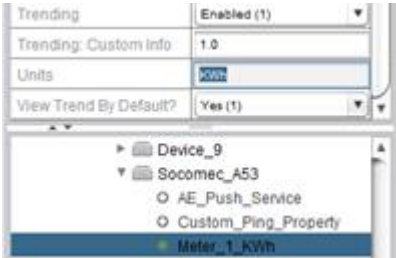 Trending Enabled (1)
Trending: Custom Info 1.0
Units KWh
View Trend By Default? Yes (1)
Device_9
Socomec_A53
AE_Push_Service
Custom_Ping_Property
Meter_1_KWh